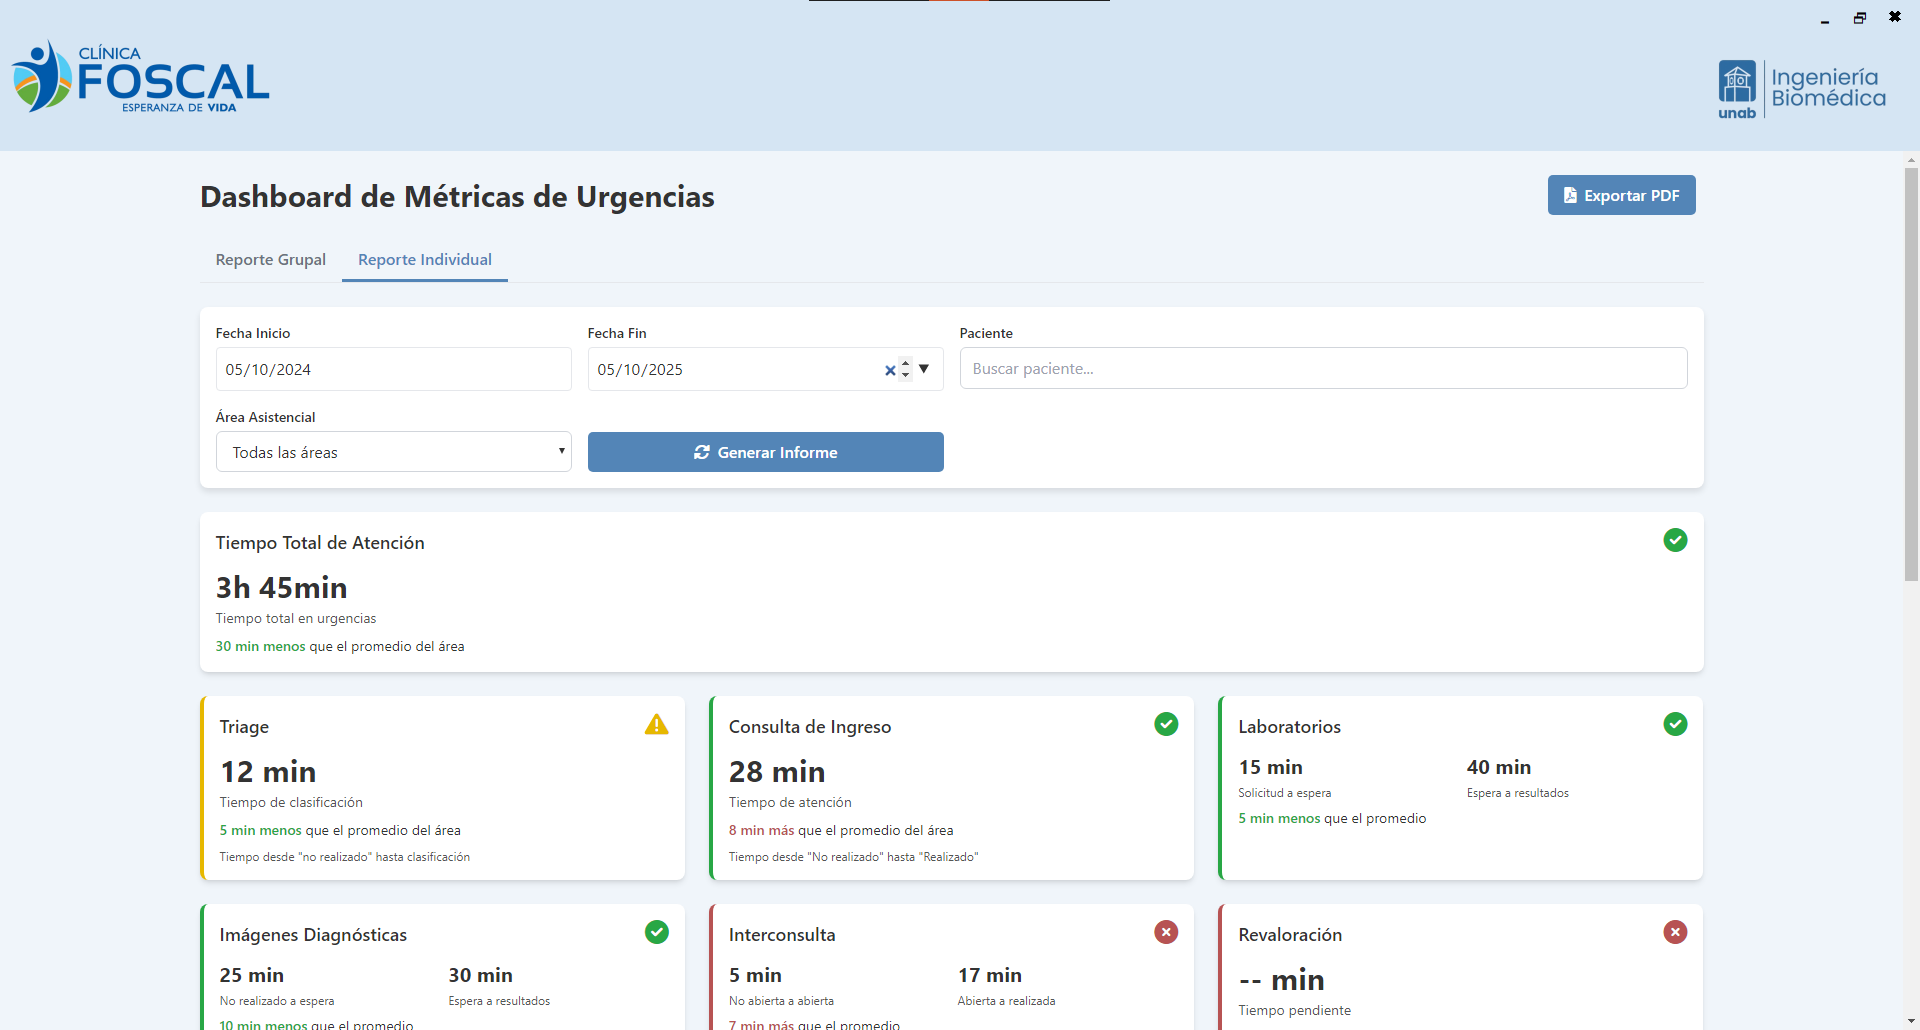 CLÍNICA
FOSCAL
ESPERANZA DE VIDA
unab
Ingeniería
Biomédica
Dashboard de Métricas de Urgencias
Exportar PDF
Reporte Grupal
Reporte Individual
Fecha Inicio
Fecha Fin
Paciente
05/10/2024
05/10/2025
Buscar paciente...
Área Asistencial
Todas las áreas
Generar Informe
Tiempo Total de Atención
3h 45min
Tiempo total en urgencias
30 min menos que el promedio del área
Triage
12 min
Tiempo de clasificación
5 min menos que el promedio del área
Tiempo desde "no realizado" hasta clasificación
Consulta de Ingreso
28 min
Tiempo de atención
8 min más que el promedio del área
Tiempo desde "No realizado" hasta "Realizado"
Laboratorios
15 min
Solicitud a espera
40 min
Espera a resultados
5 min menos que el promedio
Imágenes Diagnósticas
25 min
No realizado a espera
30 min
Espera a resultados
10 min menos que el promedio
Interconsulta
5 min
No abierta a abierta
17 min
Abierta a realizada
7 min más que el promedio
Revaloración
-- min
Tiempo pendiente